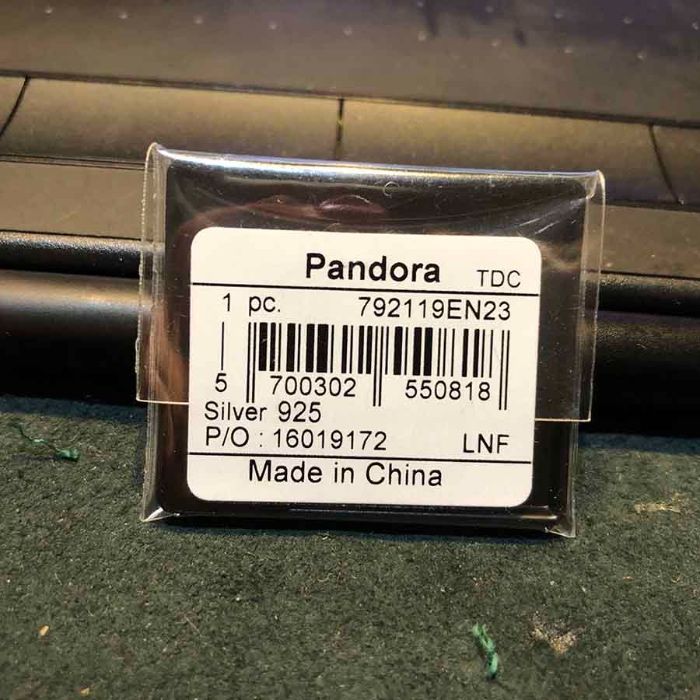 Pandora TDC
1 pc. 792119EN23
5 700302 550818
Silver 925
P/O : 16019172 LNF
Made in China